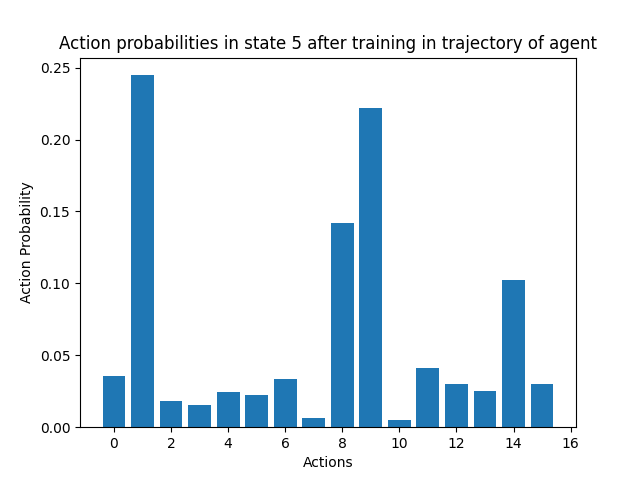 Action probabilities in state 5 after training in trajectory of agent
0.25
0.20
0.15
0.10
0.05
0.00
Action Probability
0 2 4 6 8 10 12 14 16
Actions